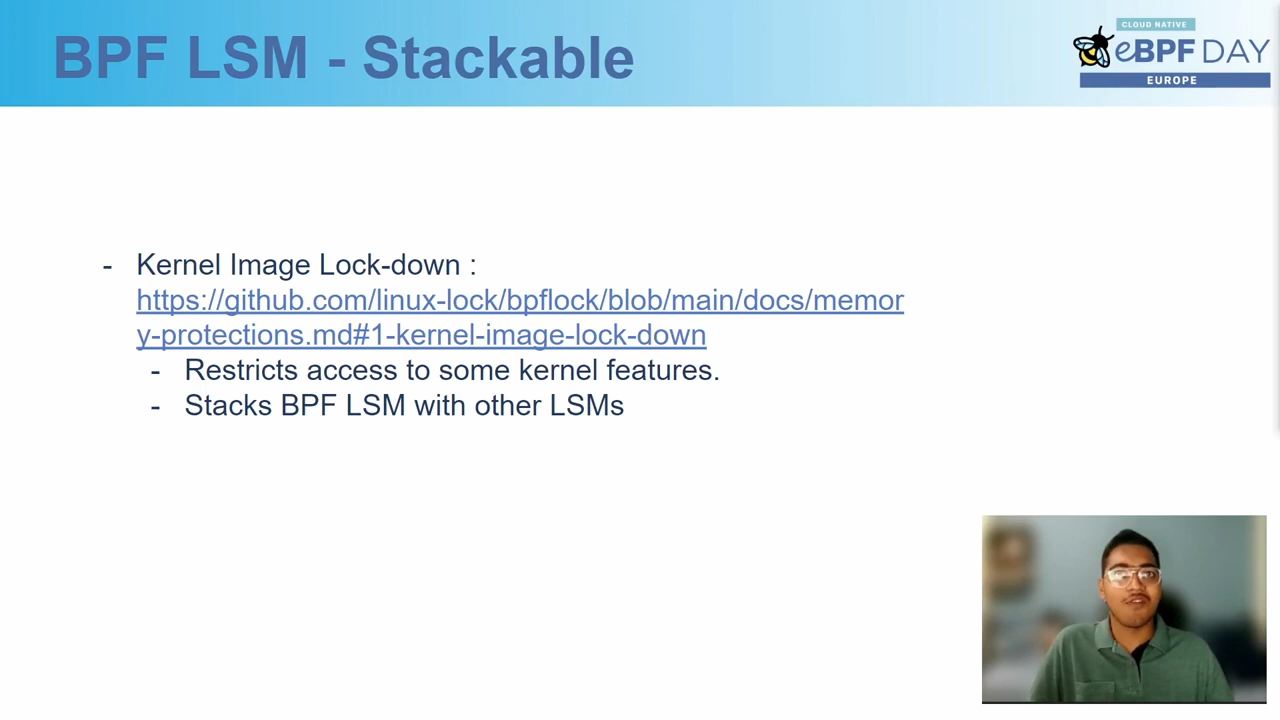 BPF LSM - Stackable
CLOUD NATIVE
eBPF DAY
EUROPE
- Kernel Image Lock-down :
https://github.com/linux-lock/bpflock/blob/main/docs/memor
y-protections.md#1-kernel-image-lock-down
- Restricts access to some kernel features.
- Stacks BPF LSM with other LSMs